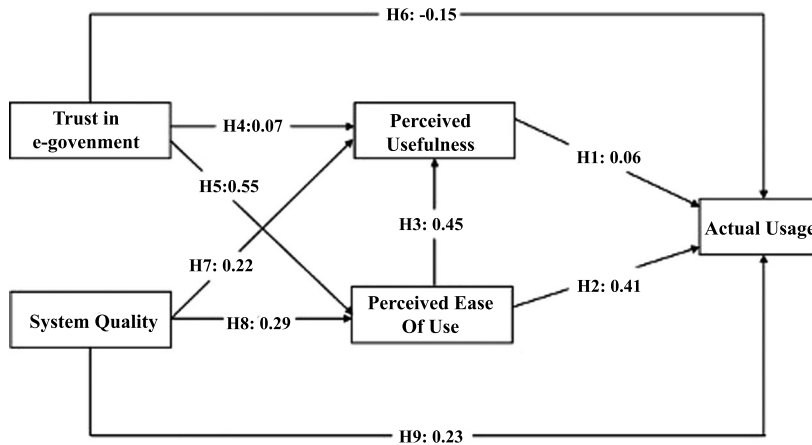 H6: -0.15
Trust in
e-govenment
H4:0.07
Perceived
Usefulness
H1: 0.06
H5:0.55
H3: 0.45
Actual Usage
H7: 0.22
System Quality
H8: 0.29
Perceived Ease
Of Use
H2: 0.41
H9: 0.23